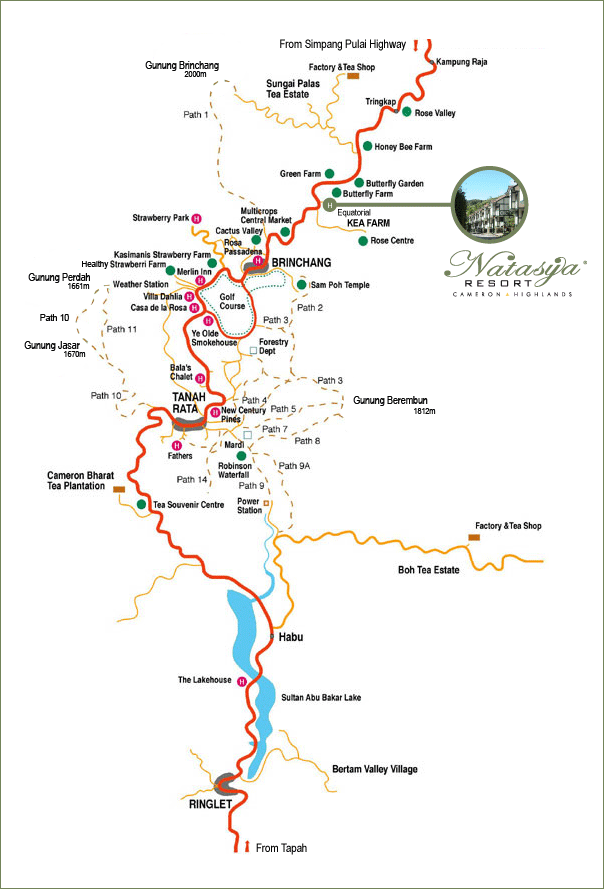 From Simpang Pulai Highway
Kampung Raja
Gunung Brinchang
2000m
Factory & Tea Shop
Sungai Palas
Tea Estate
Tringkap
Rose Valley
Path 1
Honey Bee Farm
Green Farm
Butterfly Garden
Butterfly Farm
H
Equatorial
KEA FARM
Rose Centre
Natasya®
RESORT
CAMERON HIGHLANDS
Multicrops
Central Market
Strawberry Park
H
Cactus Valley
Rosa
Passadena
H
BRINCHANG
Kasimanis Strawberry Farm
Healthy Strawberri Farm
Merlin Inn
H
Sam Poh Temple
Gunung Perdah
1661m
Weather Station
Villa Dahlia
H
Golf
Course
Casa de la Rosa
H
Path 2
Path 10
Path 11
Path 3
H
Ye Olde
Smokehouse
Gunung Jasar
1670m
Forestry
Dept
Bala's
Chalet
H
Path 3
Path 10
TANAH
RATA
Path 4
Gunung Berembun
1812m
H
New Century
Pines
Path 5
Path 7
Path 8
H
Fathers
Mardi
Robinson
Waterfall
Path 9A
Cameron Bharat
Tea Plantation
Path 14
Path 9
Tea Souvenir Centre
Power
Station
Factory & Tea Shop
Boh Tea Estate
Habu
The Lakehouse
H
Sultan Abu Bakar Lake
Bertam Valley Village
RINGLET
From Tapah